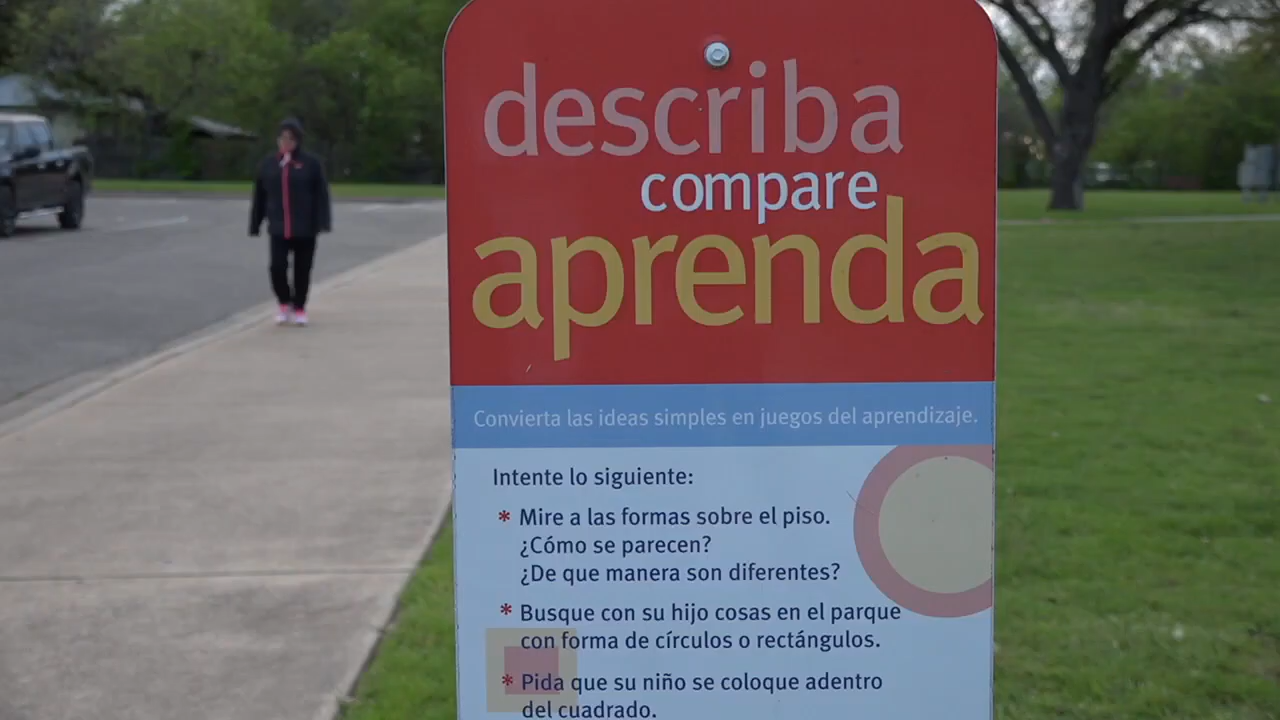 describa
compare
aprenda
Convierta las ideas simples en juegos del aprendizaje.
Intente lo siguiente:
* Mire a las formas sobre el piso.
¿Cómo se parecen?
¿De que manera son diferentes?
* Busque con su hijo cosas en el parque
con forma de círculos o rectángulos.
* Pida que su niño se coloque adentro
del cuadrado.